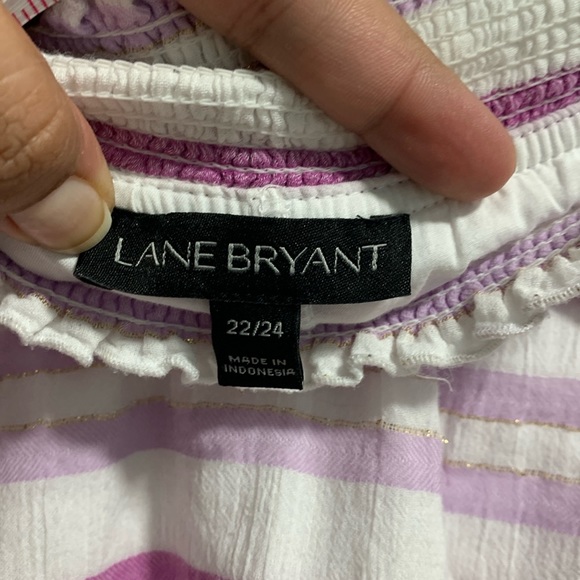 LANE BRYANT
22/24
MADE IN
INDONESIA